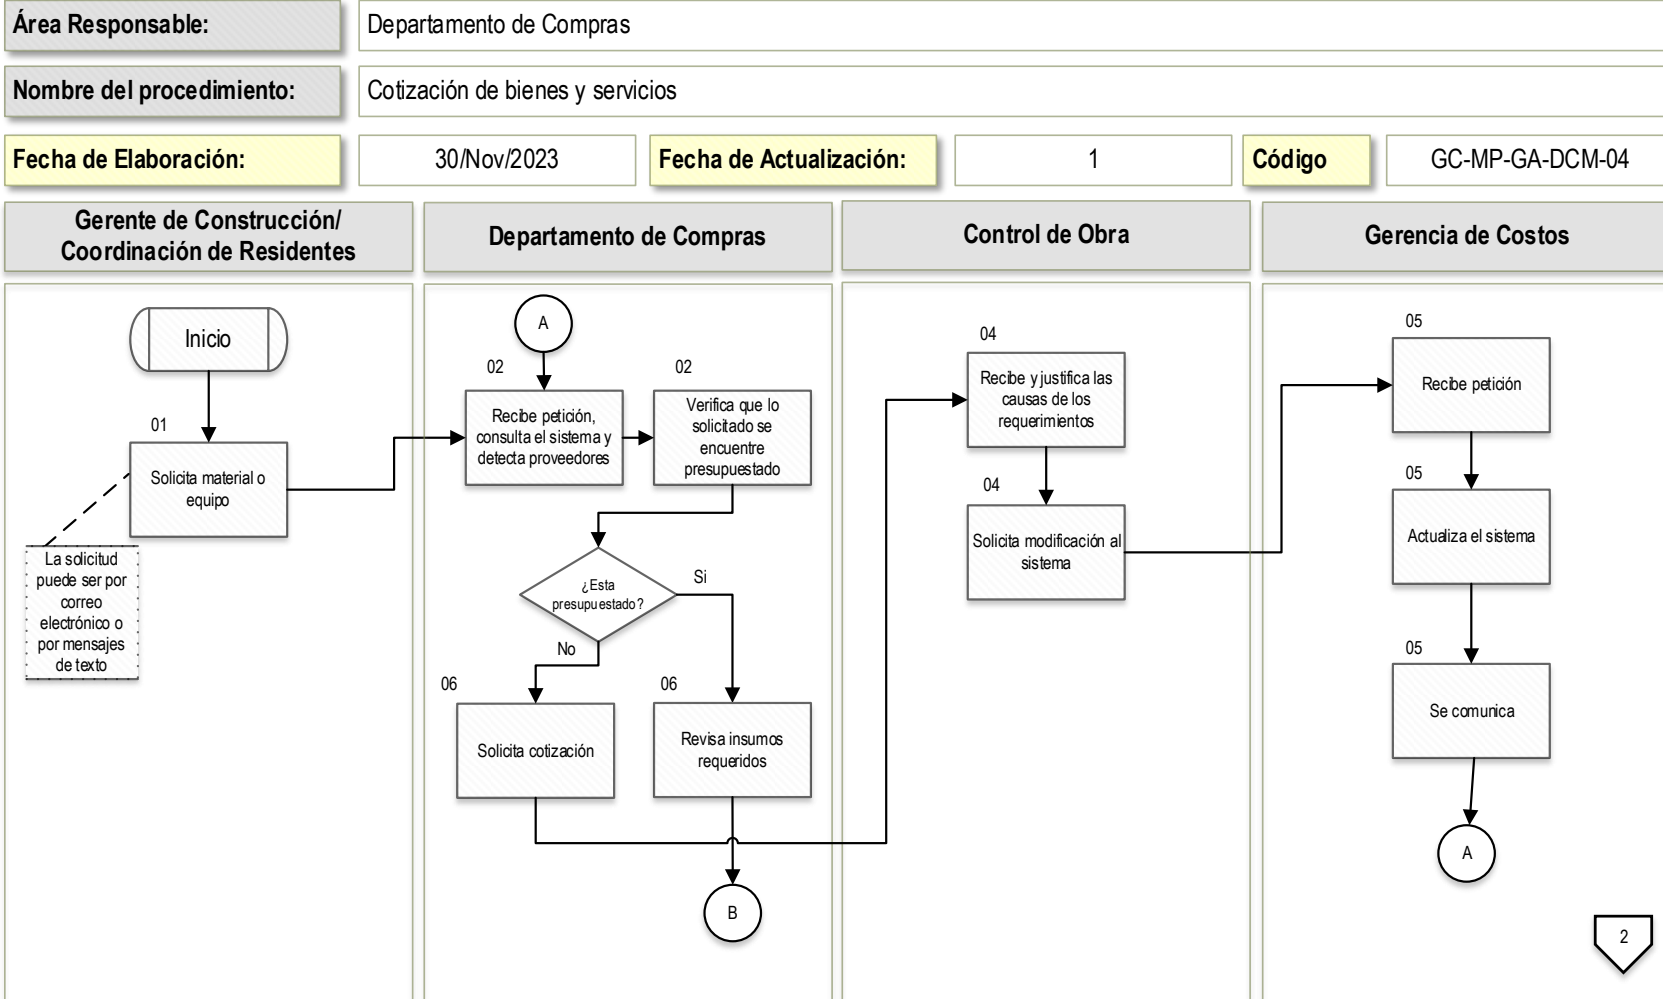 Área Responsable:
Departamento de Compras
Nombre del procedimiento:
Cotización de bienes y servicios
Fecha de Elaboración:
30/Nov/2023
Fecha de Actualización:
1
Código
GC-MP-GA-DCM-04
Gerente de Construcción/
Coordinación de Residentes
Departamento de Compras
Control de Obra
Gerencia de Costos
Inicio
01
Solicita material o
equipo
La solicitud
puede ser por
correo
electrónico o
por mensajes
de texto
A
02
Recibe petición,
consulta el sistema y
detecta proveedores
02
Verifica que lo
solicitado se
encuentre
presupuestado
¿Esta
presupuestado?
Si
No
06
Solicita cotización
06
Revisa insumos
requeridos
B
04
Recibe y justifica las
causas de los
requerimientos
04
Solicita modificación al
sistema
05
Recibe petición
05
Actualiza el sistema
05
Se comunica
A
2